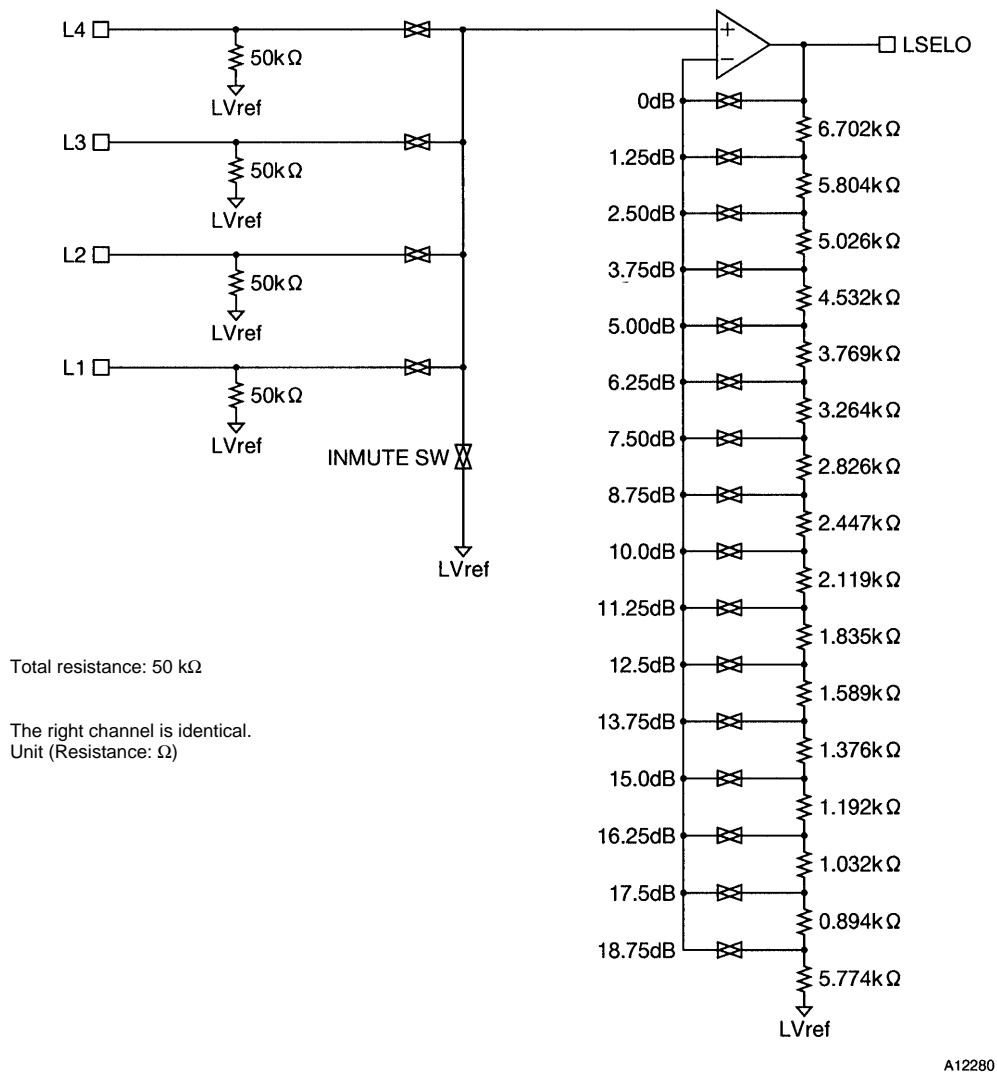 L4
50kΩ
LVref
L3
50kΩ
LVref
L2
50kΩ
LVref
L1
50kΩ
LVref
INMUTE SW
LVref
+
−
LSELO
0dB
6.702kΩ
1.25dB
5.804kΩ
2.50dB
5.026kΩ
3.75dB
4.532kΩ
5.00dB
3.769kΩ
6.25dB
3.264kΩ
7.50dB
2.826kΩ
8.75dB
2.447kΩ
10.0dB
2.119kΩ
11.25dB
1.835kΩ
12.5dB
1.589kΩ
13.75dB
1.376kΩ
15.0dB
1.192kΩ
16.25dB
1.032kΩ
17.5dB
0.894kΩ
18.75dB
5.774kΩ
LVref
Total resistance: 50 kΩ
The right channel is identical.
Unit (Resistance: Ω)
A12280